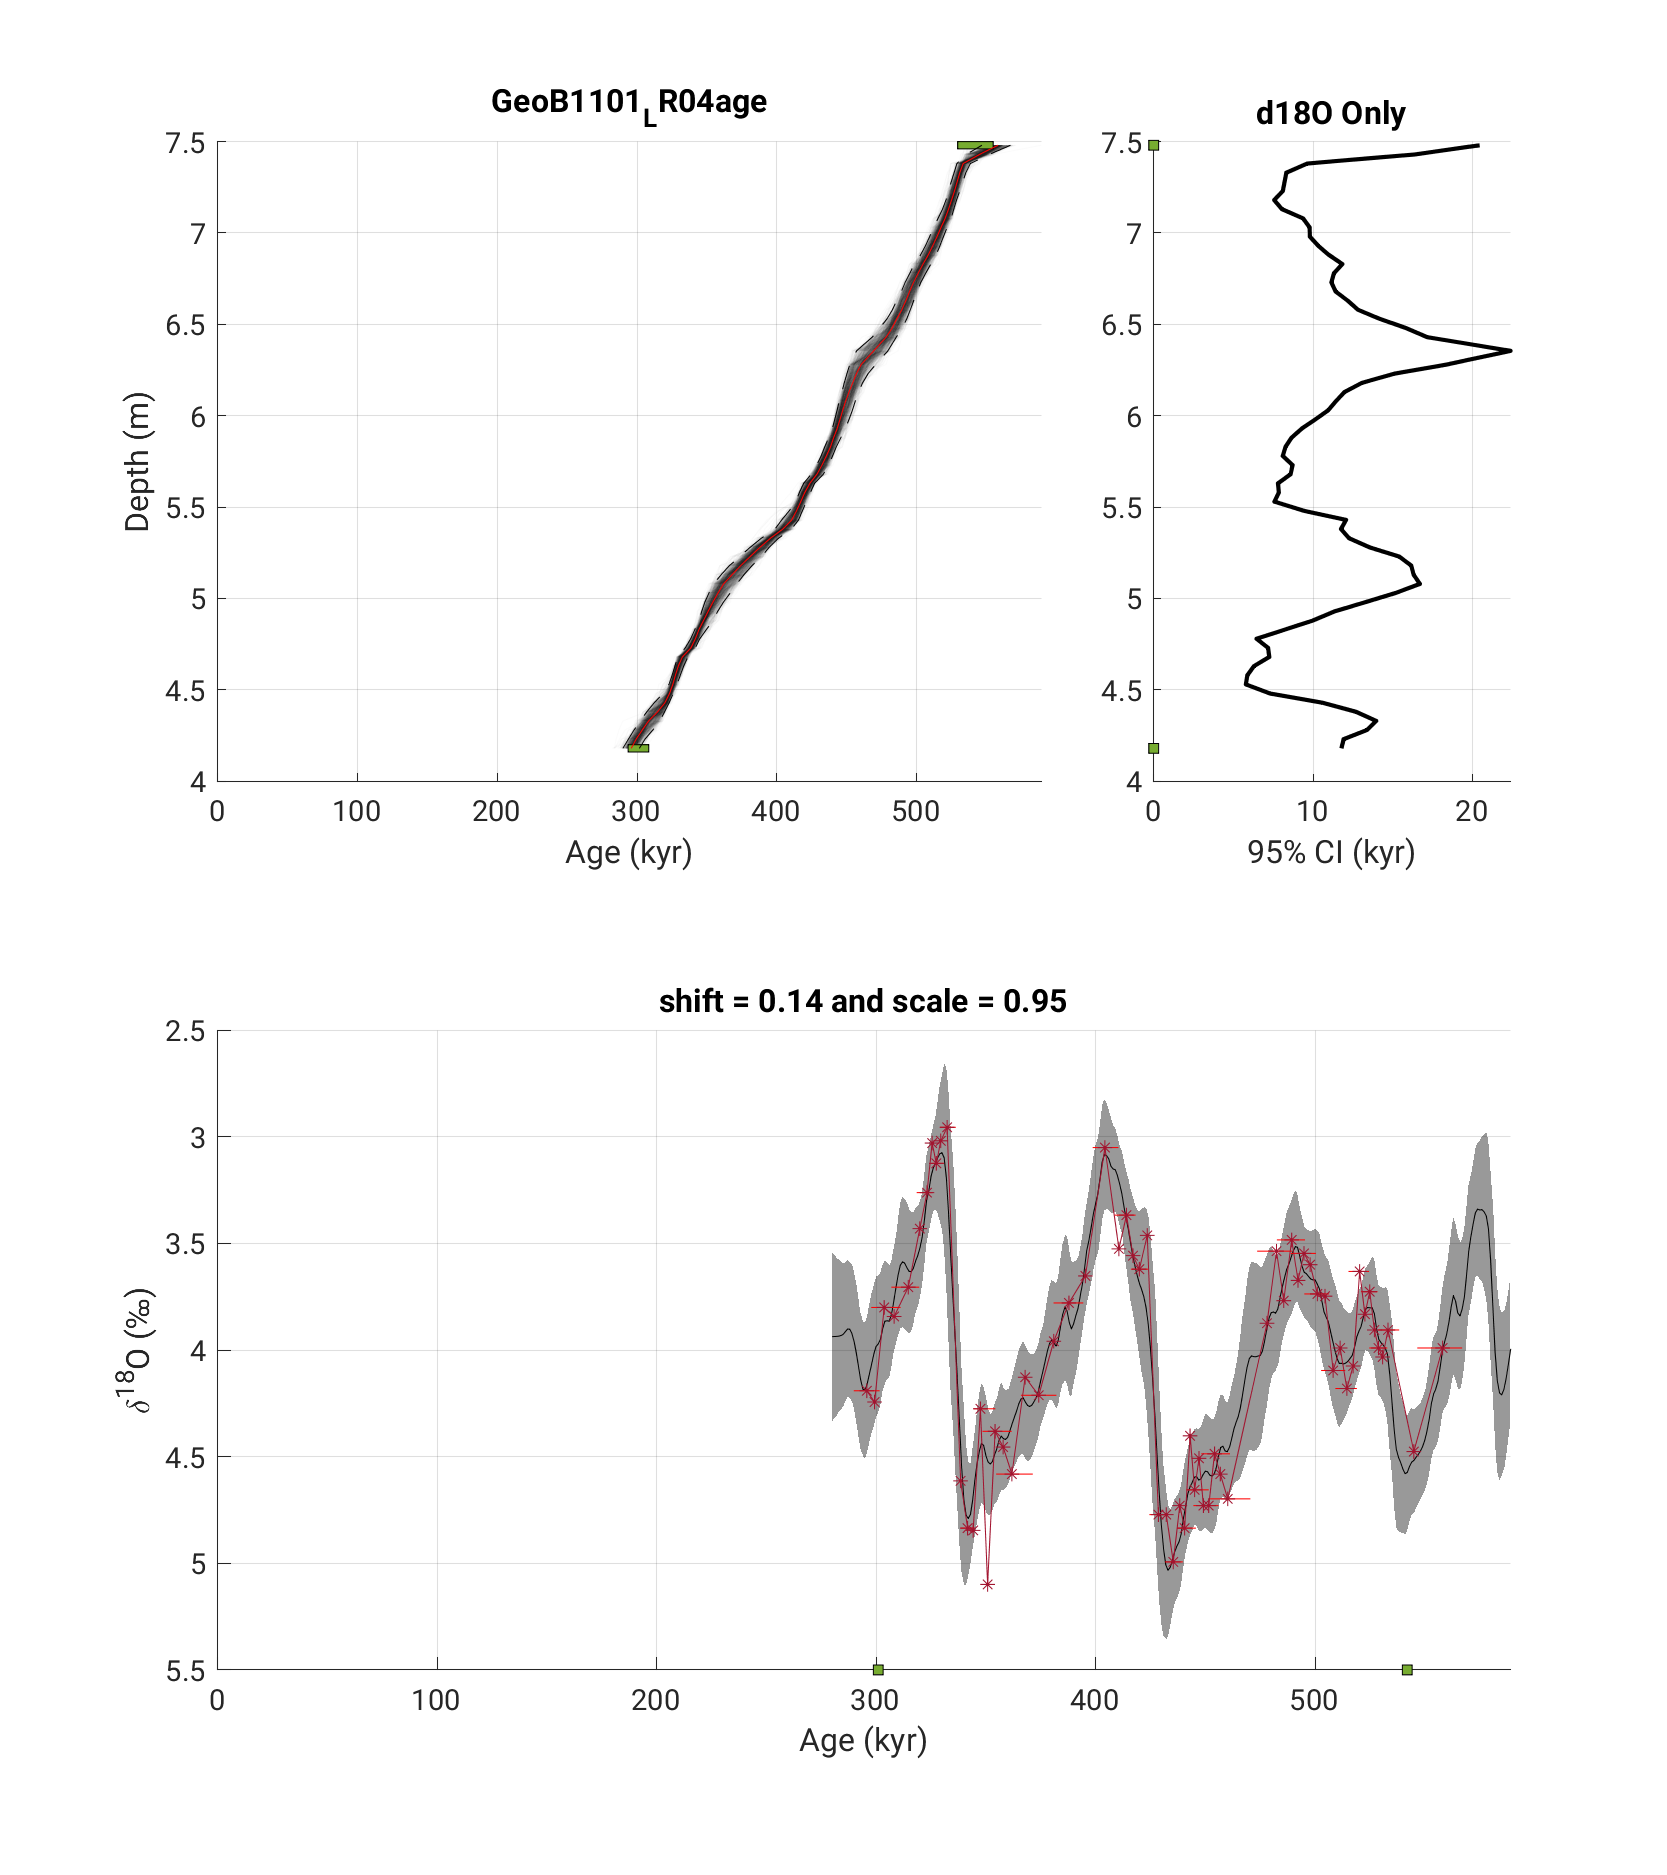 GeoB1101_LR04age
7.5
7
6.5
6
5.5
5
4.5
4
Depth (m)
0 100 200 300 400 500
Age (kyr)
d18O Only
7.5
7
6.5
6
5.5
5
4.5
4
0 10 20
95% CI (kyr)
shift = 0.14 and scale = 0.95
2.5
3
3.5
4
4.5
5
5.5
δ18O (‰)
0 100 200 300 400 500
Age (kyr)